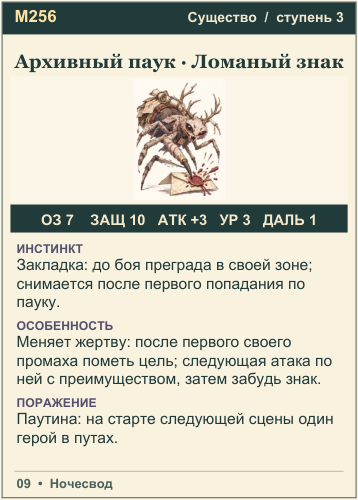 M256 Существо / ступень 3
Архивный паук · Ломаный знак
ОЗ 7 ЗАЩ 10 АТК +3 УР 3 ДАЛЬ 1
ИНСТИНКТ
Закладка: до боя преграда в своей зоне;
снимается после первого попадания по
пауку.
ОСОБЕННОСТЬ
Меняет жертву: после первого своего
промаха пометь цель; следующая атака по
ней с преимуществом, затем забудь знак.
ПОРАЖЕНИЕ
Паутина: на старте следующей сцены один
герой в путах.
09 • Ночесвод